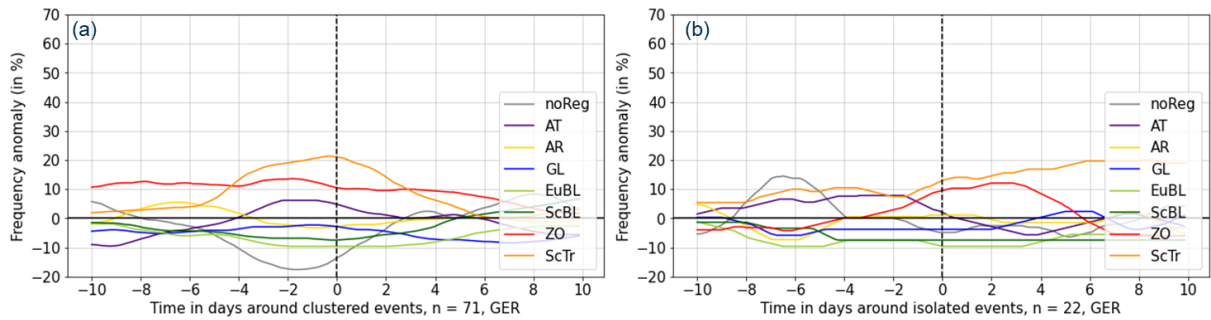 (a)
Frequency anomaly (in %)
70
60
50
40
30
20
10
0
−10
−20
−10 −8 −6 −4 −2 0 2 4 6 8 10
Time in days around clustered events, n = 71, GER
noReg
AT
AR
GL
EuBL
ScBL
ZO
ScTr
(b)
Frequency anomaly (in %)
70
60
50
40
30
20
10
0
−10
−20
−10 −8 −6 −4 −2 0 2 4 6 8 10
Time in days around isolated events, n = 22, GER
noReg
AT
AR
GL
EuBL
ScBL
ZO
ScTr